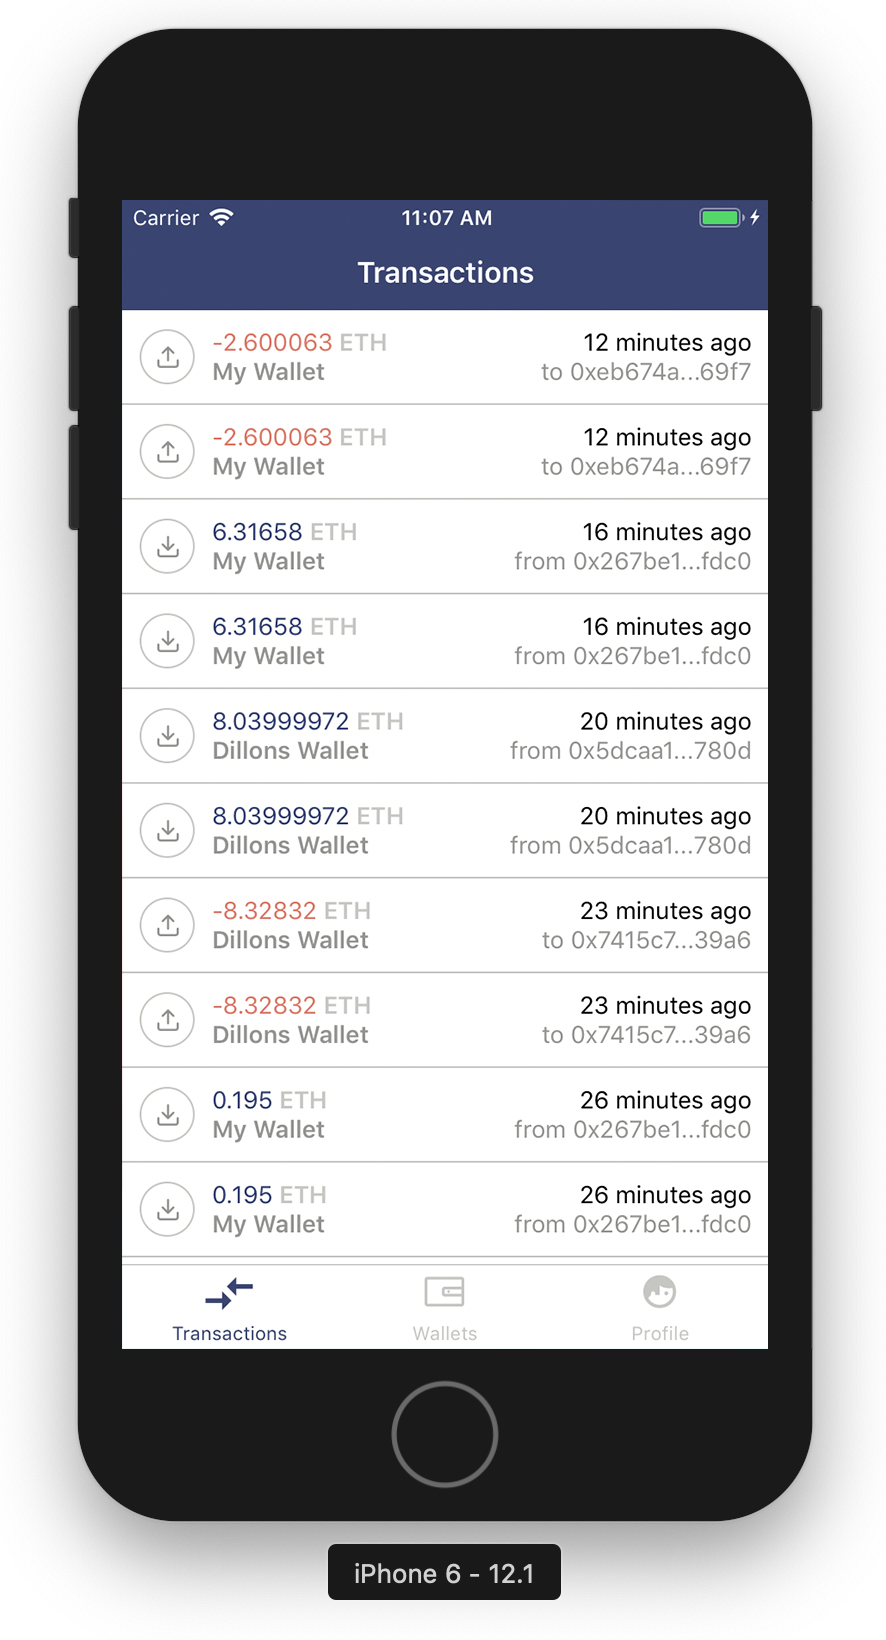 Carrier 11:07 AM
Transactions
-2.600063 ETH 12 minutes ago
My Wallet to 0xeb674a...69f7
-2.600063 ETH 12 minutes ago
My Wallet to 0xeb674a...69f7
6.31658 ETH 16 minutes ago
My Wallet from 0x267be1...fdc0
6.31658 ETH 16 minutes ago
My Wallet from 0x267be1...fdc0
8.03999972 ETH 20 minutes ago
Dillons Wallet from 0x5dcaa1...780d
8.03999972 ETH 20 minutes ago
Dillons Wallet from 0x5dcaa1...780d
-8.32832 ETH 23 minutes ago
Dillons Wallet to 0x7415c7...39a6
-8.32832 ETH 23 minutes ago
Dillons Wallet to 0x7415c7...39a6
0.195 ETH 26 minutes ago
My Wallet from 0x267be1...fdc0
0.195 ETH 26 minutes ago
My Wallet from 0x267be1...fdc0
Transactions Wallets Profile
iPhone 6 - 12.1